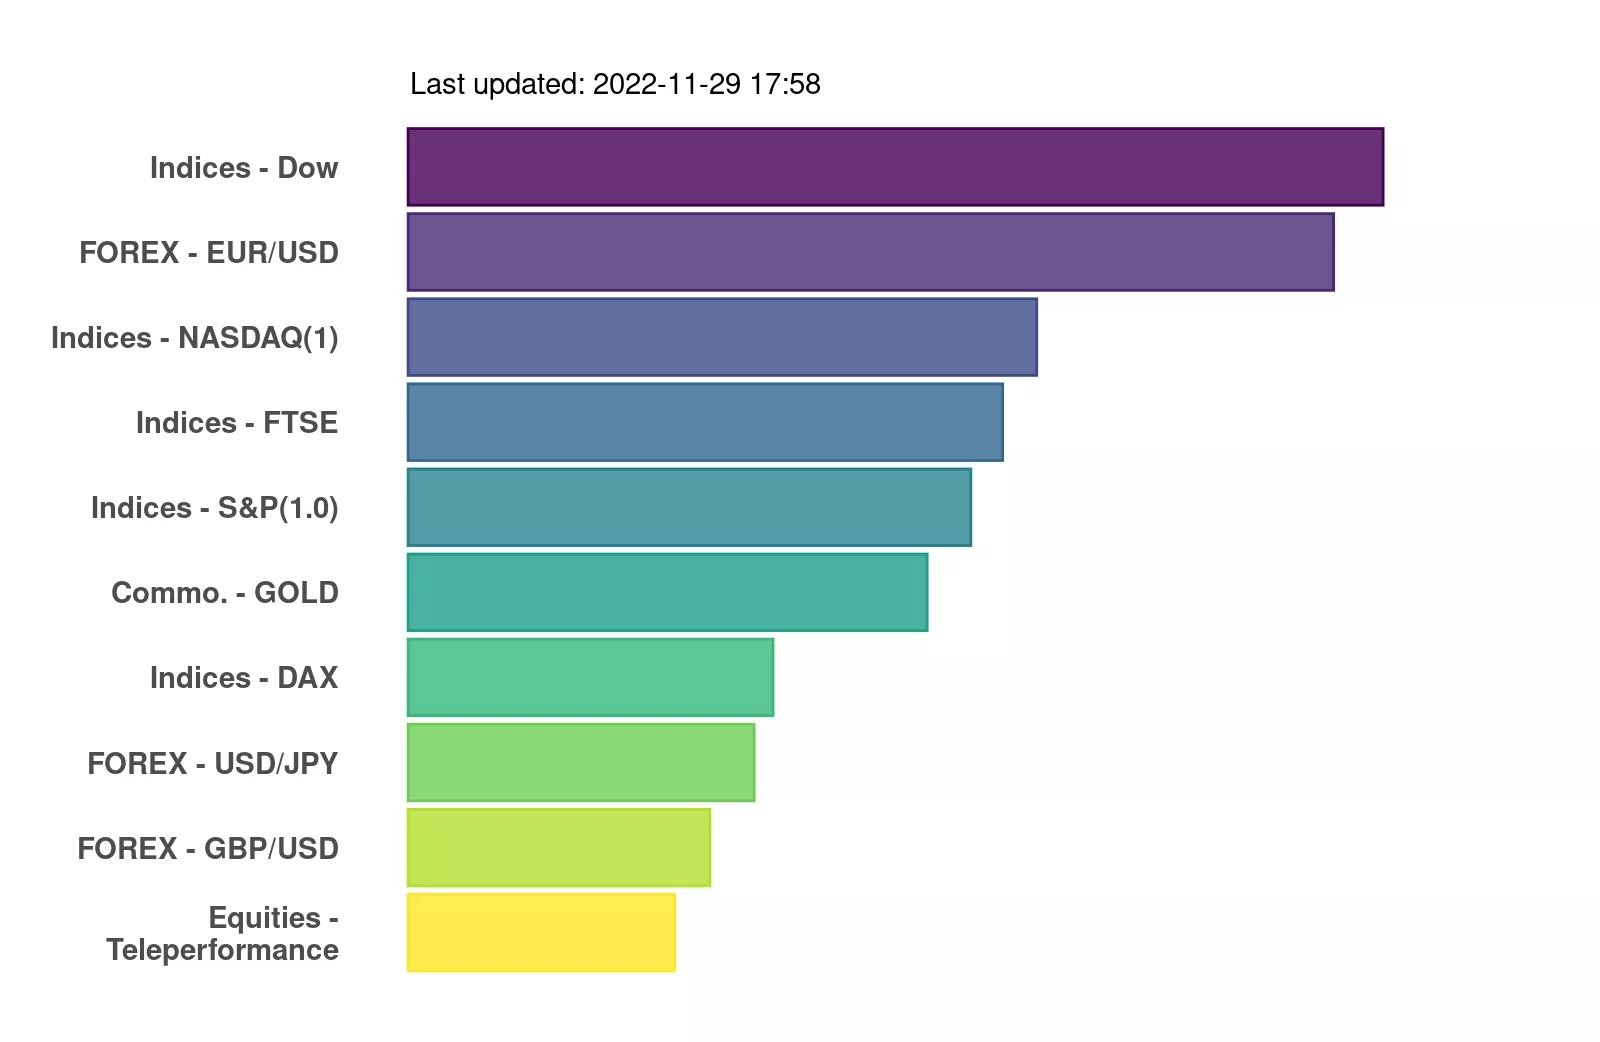 Last updated: 2022-11-29 17:58
Indices - Dow
FOREX - EUR/USD
Indices - NASDAQ(1)
Indices - FTSE
Indices - S&P(1.0)
Commo. - GOLD
Indices - DAX
FOREX - USD/JPY
FOREX - GBP/USD
Equities -
Teleperformance